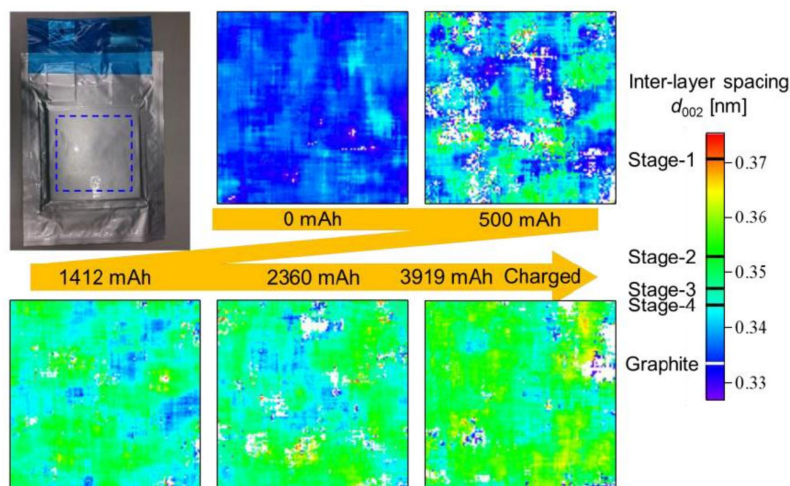 0 mAh 500 mAh
1412 mAh 2360 mAh 3919 mAh Charged
Inter-layer spacing
d002 [nm]
Stage-1
0.37
0.36
Stage-2
0.35
Stage-3
Stage-4
0.34
Graphite
0.33